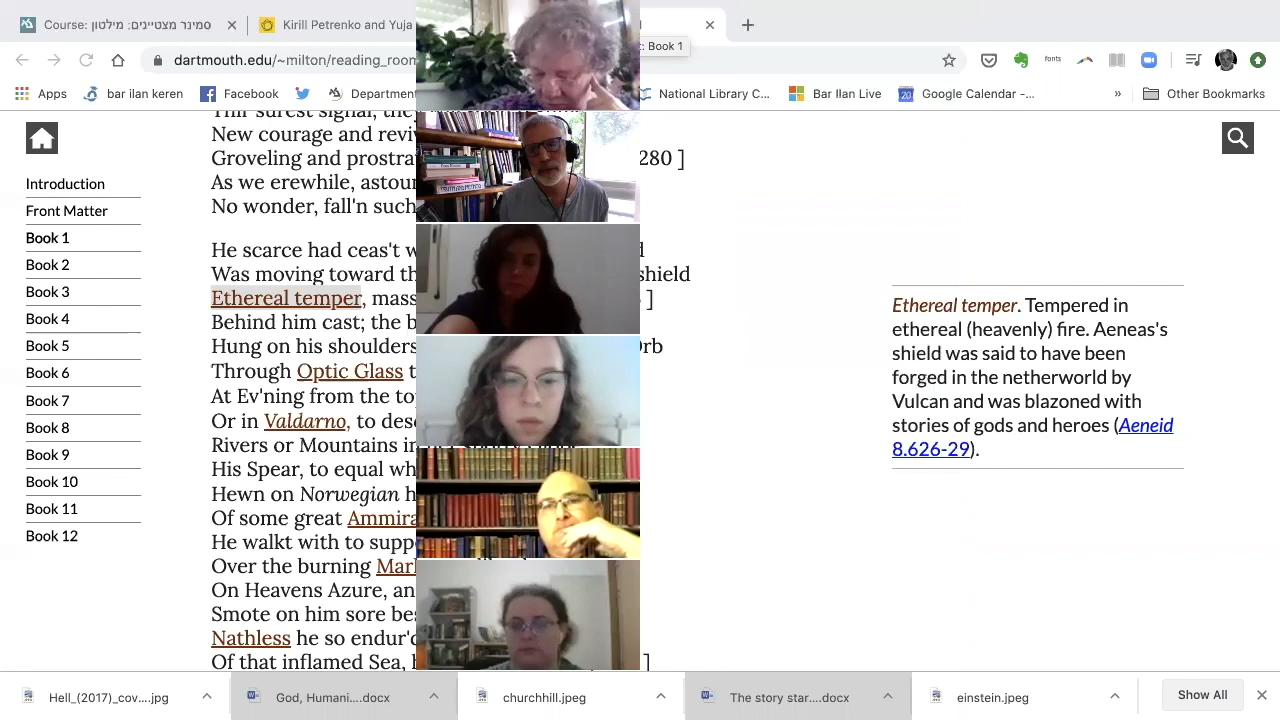 Course: סמינר מצטיינים: מילטון
Kirill Petrenko and Yuja
t: Book 1
dartmouth.edu/~milton/reading_room
fonts
Apps
bar ilan keren
Facebook
Department
National Library C...
Bar Ilan Live
Google Calendar -...
»
Other Bookmarks
Introduction
Front Matter
Book 1
Book 2
Book 3
Book 4
Book 5
Book 6
Book 7
Book 8
Book 9
Book 10
Book 11
Book 12
New courage and reviv
Groveling and prostra 280 ]
As we erewhile, astou
No wonder, fall'n such
He scarce had ceas't w
Was moving toward th shield
Ethereal temper, mass ]
Behind him cast; the b
Hung on his shoulders Orb
Through Optic Glass t
At Ev'ning from the to
Or in Valdarno, to desc
Rivers or Mountains in
His Spear, to equal wh
Hewn on Norwegian h
Of some great Ammira
He walkt with to supp
Over the burning Marl
On Heavens Azure, an
Smote on him sore bes
Nathless he so endur'd
Of that inflamed Sea, h ]
Ethereal temper. Tempered in
ethereal (heavenly) fire. Aeneas's
shield was said to have been
forged in the netherworld by
Vulcan and was blazoned with
stories of gods and heroes (Aeneid
8.626-29).
Hell_(2017)_cov....jpg
God, Humani....docx
churchhill.jpeg
The story star....docx
einstein.jpeg
Show All